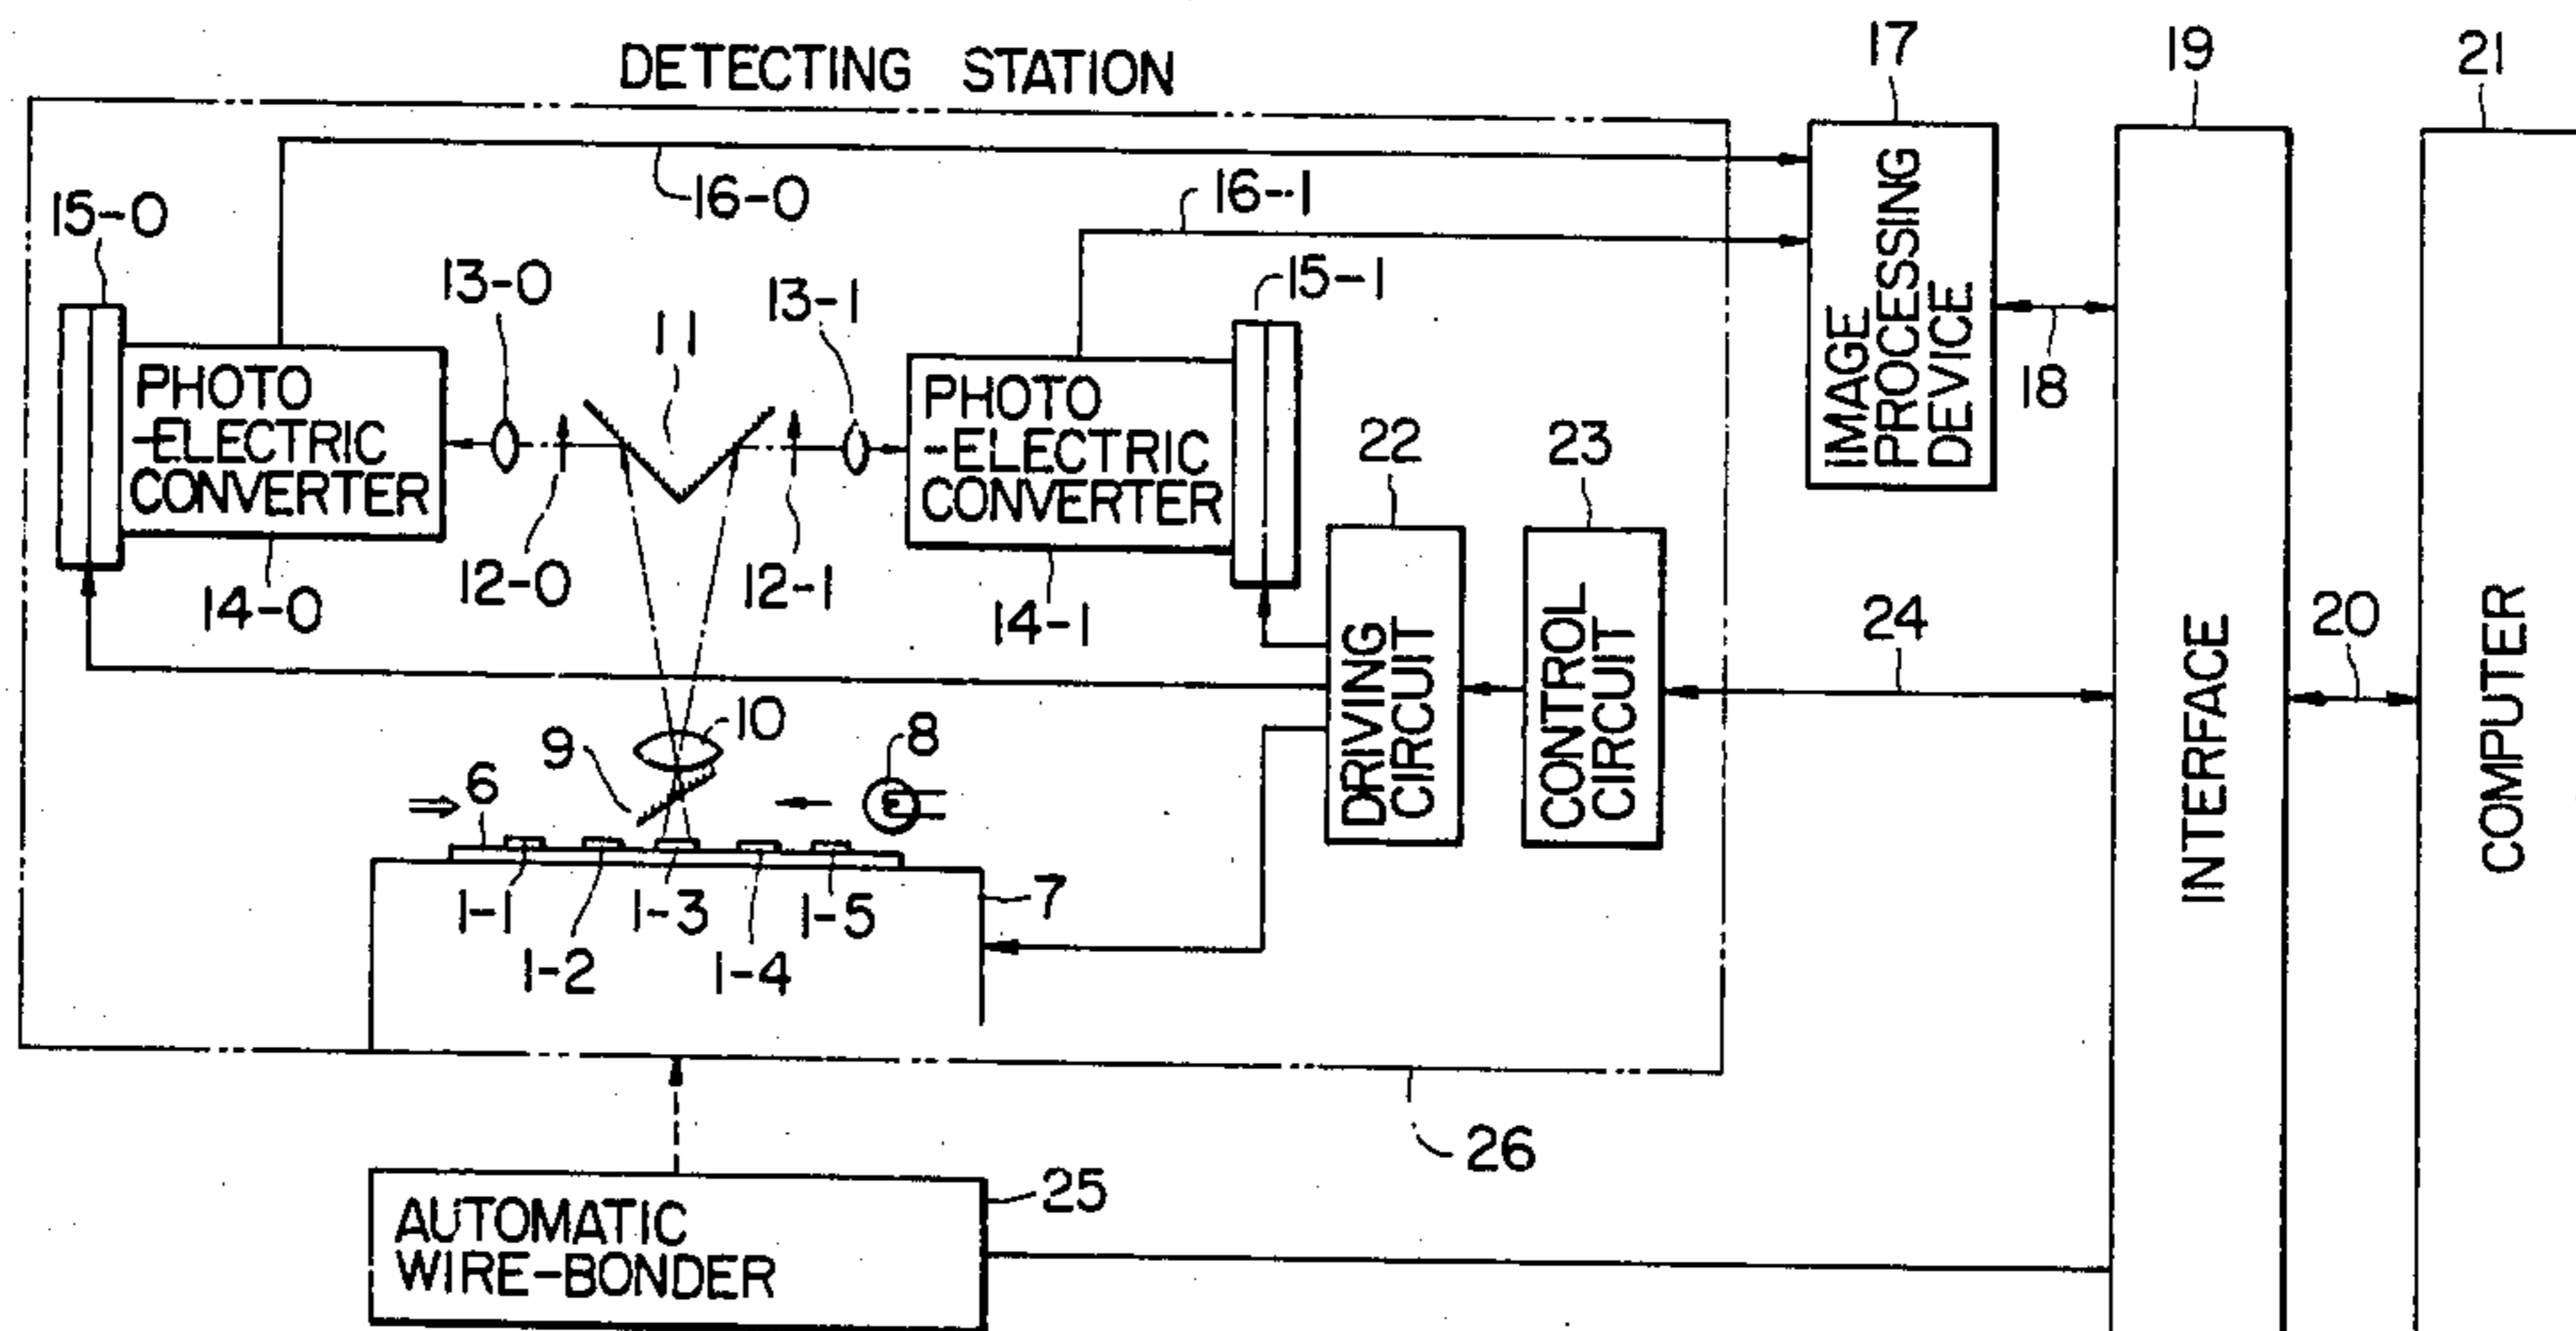 DETECTING STATION
17
19
21
15-0
16-0
16-1
13-0
11
13-1
15-1
PHOTO
-ELECTRIC
CONVERTER
PHOTO
-ELECTRIC
CONVERTER
IMAGE
PROCESSING
DEVICE
18
22
23
14-0
12-0
12-1
14-1
DRIVING
CIRCUIT
CONTROL
CIRCUIT
24
INTERFACE
20
COMPUTER
9
10
8
6
1-1
1-2
1-3
1-4
1-5
7
26
25
AUTOMATIC
WIRE-BONDER